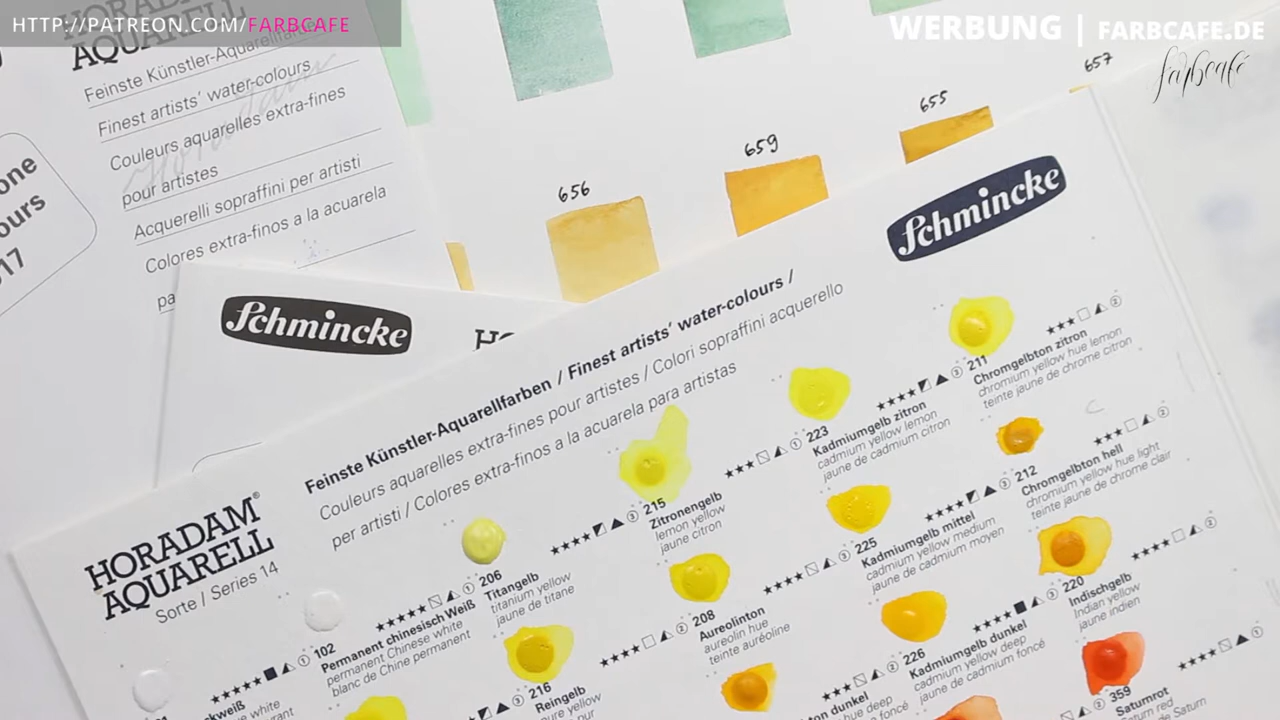 HTTP://PATREON.COM/FARBCAFE
WERBUNG | FARBCAFE.DE
farbcafé
AQUARELL
Feinste Künstler-Aquarellfarben
Finest artists' water-colours
Couleurs aquarelles extra-fines
pour artistes
Acquerelli sopraffini per artisti
Colores extra-finos a la acuarela
pa
one
ours
17
656
659
655
657
Schmincke
Schmincke
Feinste Künstler-Aquarellfarben / Finest artists' water-colours /
Couleurs aquarelles extra-fines pour artistes / Colori sopraffini acquerello
per artisti / Colores extra-finos a la acuarela para artistas
HORADAM®
AQUARELL
Sorte / Series 14
102
Permanent chinesisch Weiß
permanent Chinese white
blanc de Chine permanent
206
Titangelb
titanium yellow
jaune de titane
215
Zitronengelb
lemon yellow
jaune citron
223
Kadmiumgelb zitron
cadmium yellow lemon
jaune de cadmium citron
211
Chromgelbton zitron
chromium yellow hue lemon
teinte jaune de chrome citron
216
Reingelb
208
Aureolinton
aureolin hue
teinte auréoline
225
Kadmiumgelb mittel
cadmium yellow medium
jaune de cadmium moyen
212
Chromgelbton hell
chromium yellow hue light
teinte jaune de chrome clair
226
Kadmiumgelb dunkel
cadmium yellow deep
jaune de cadmium foncé
220
Indischgelb
Indian yellow
jaune indien
359
Saturnrot